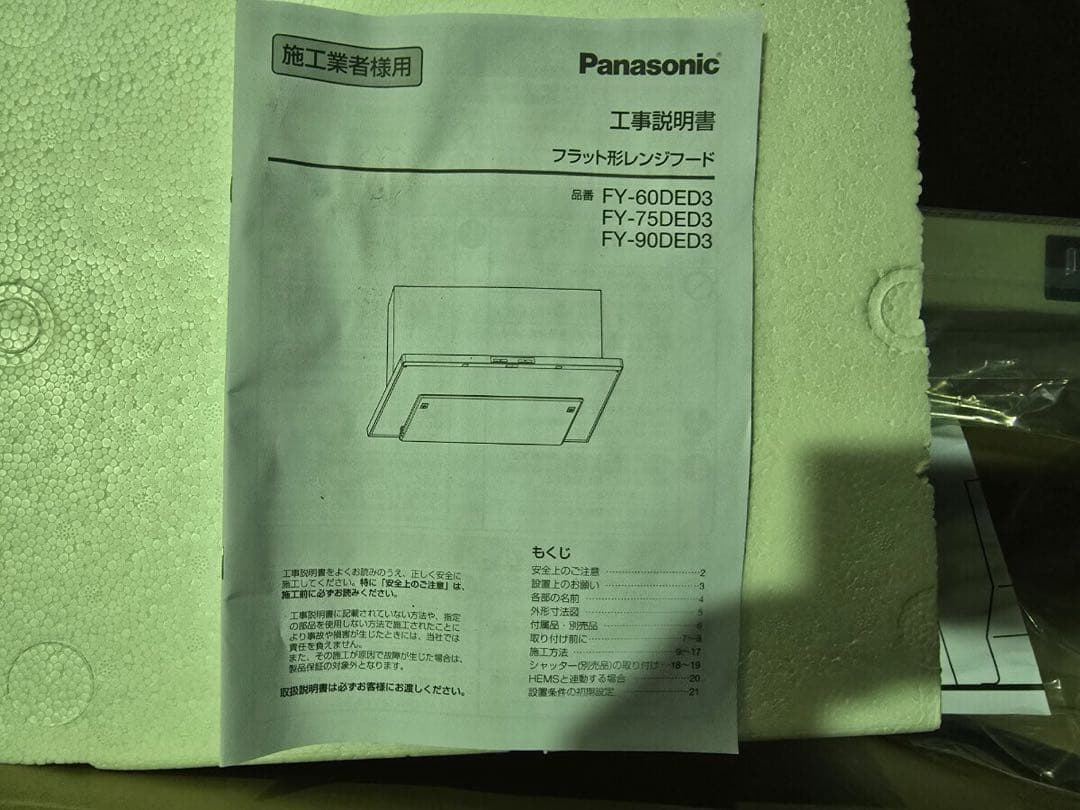 施工業者様用
Panasonic
工事説明書
フラット形レンジフード
品番 FY-60DED3
FY-75DED3
FY-90DED3
工事説明書をよくお読みのうえ、正しく安全に
施工してください。特に「安全上のご注意」は、
施工前に必ずお読みください。
工事説明書に記載されていない方法や、指定
の部品を使用しない方法で施工されたことに
より事故や損害が生じたときには、当社では
責任を負えません。
また、その施工が原因で故障が生じた場合は、
製品保証の対象外となります。
取扱説明書は必ずお客様にお渡しください。
もくじ
安全上のご注意 2
設置上のお願い 3
各部の名前 4
外形寸法図 5
付属品・別売品 6
取り付け前に 7~8
施工方法 9~17
シャッター(別売品)の取り付け 18~19
HEMSと連動する場合 20
設置条件の初期設定 21